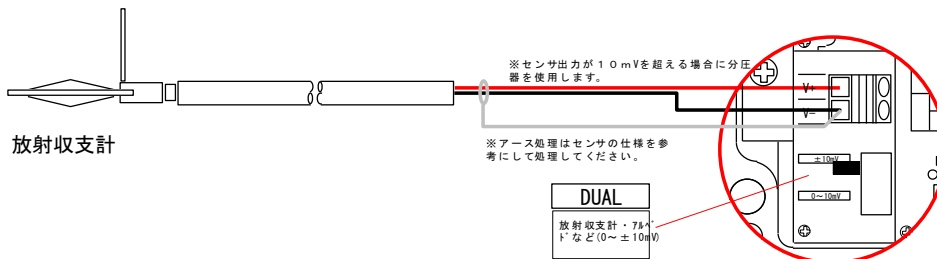 ※センサ出力が１０mVを超える場合に分圧
器を使用します。
V+
V−
放射収支計
※アース処理はセンサの仕様を参
考にして処理してください。
±10mV
0～10mV
DUAL
放射収支計・ｱﾙﾍﾞ
ﾄﾞなど(0～±10mV)